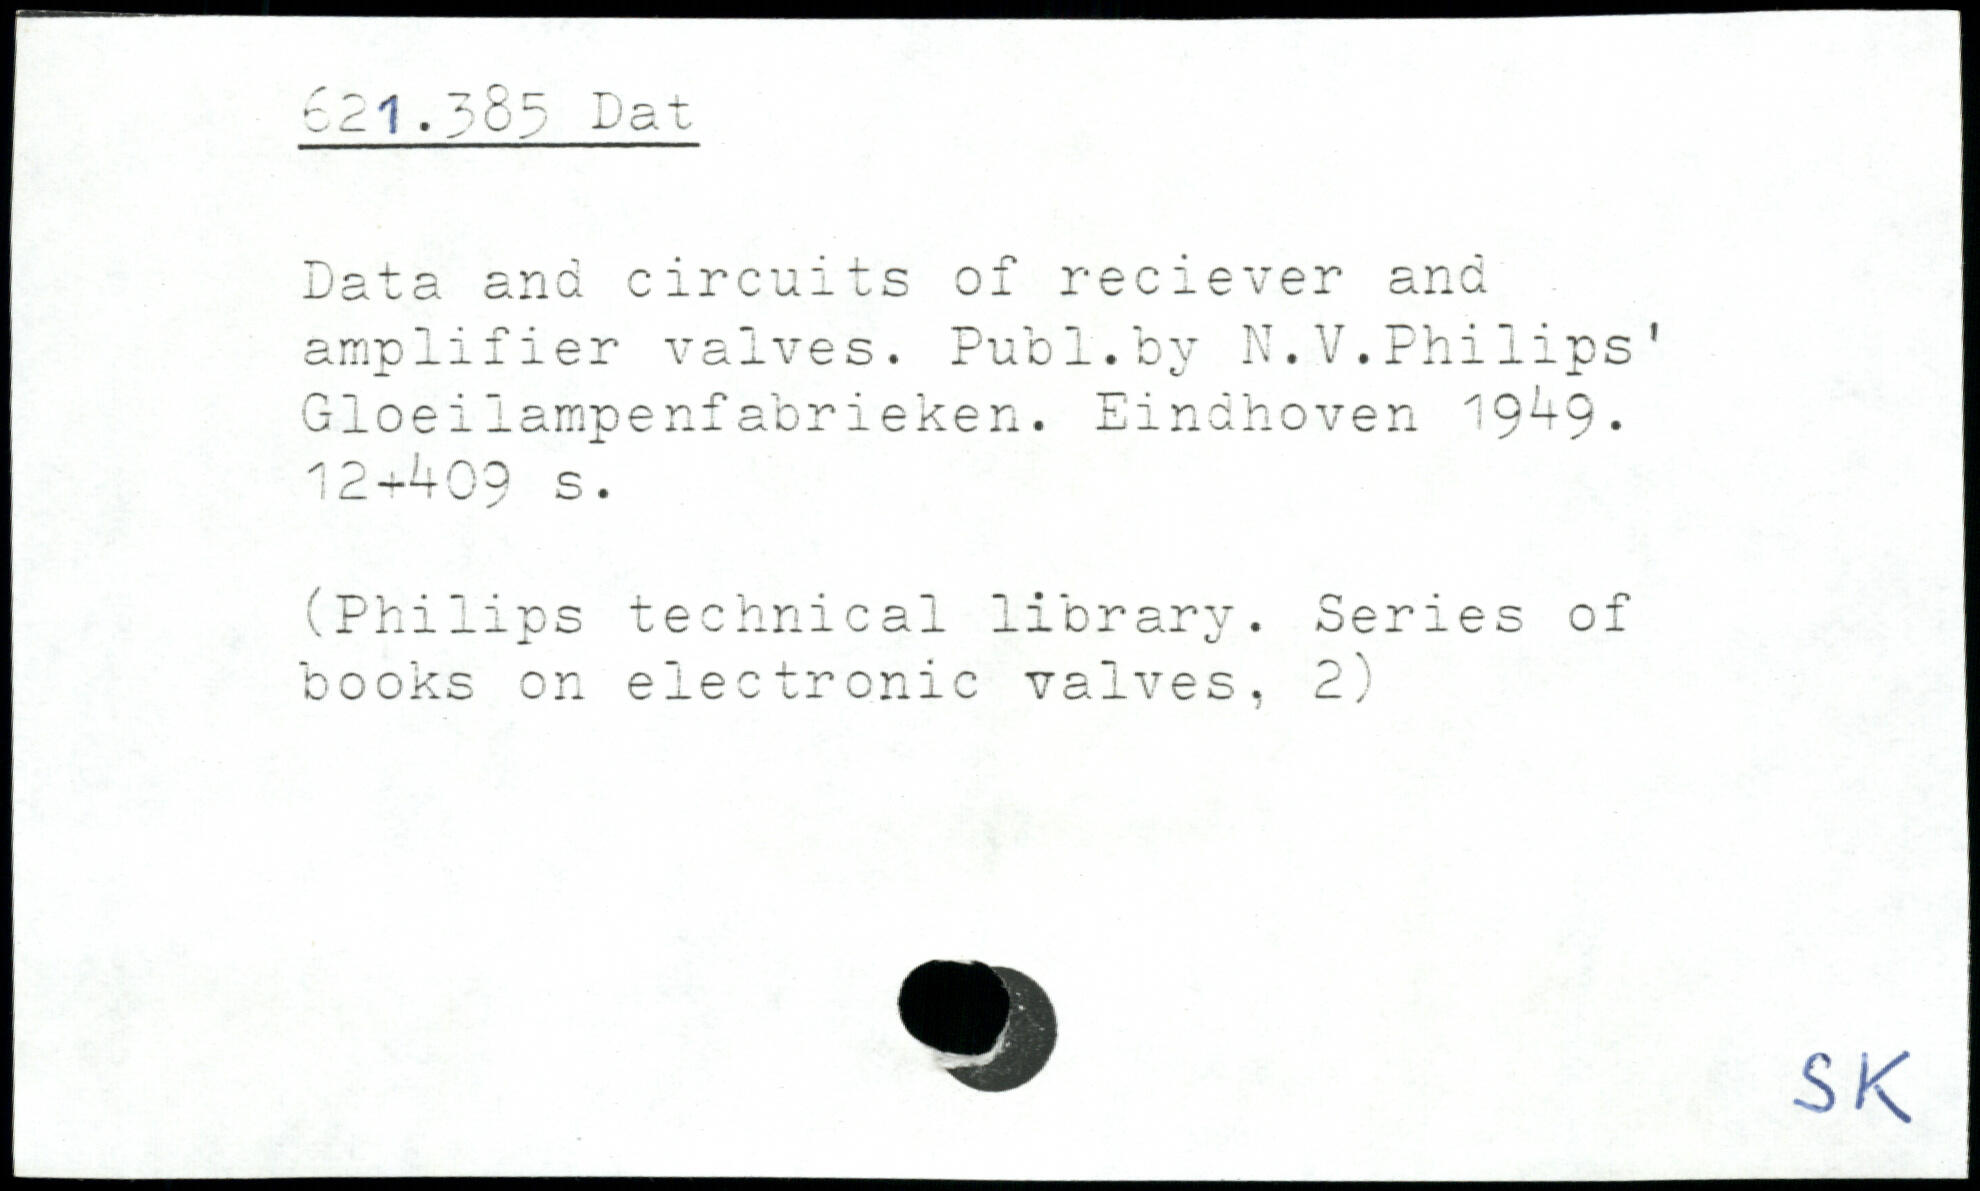 621.385 Dat
Data and circuits of reciever and
amplifier valves. Publ.by N.V.Philips'
Gloeilampenfabrieken. Eindhoven 1949.
12+409 s.
(Philips technical library. Series of
books on electronic valves, 2)
SK